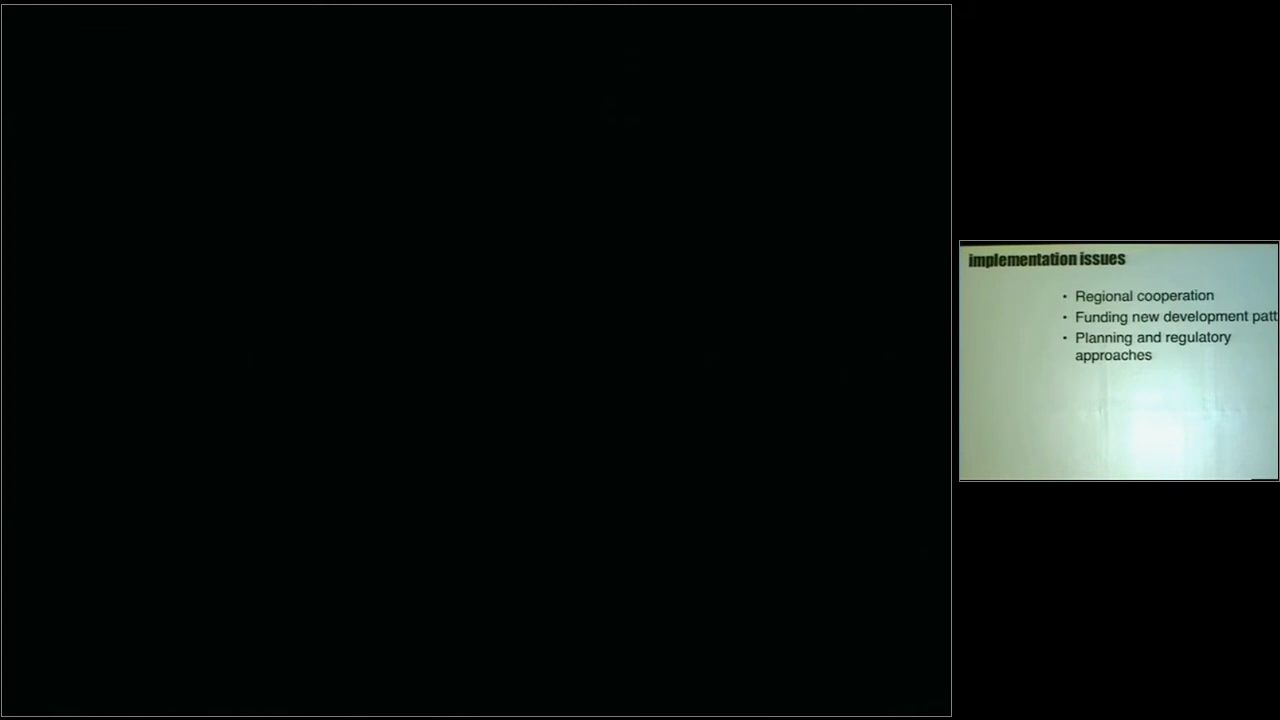 implementation issues
• Regional cooperation
• Funding new development patt
• Planning and regulatory
approaches